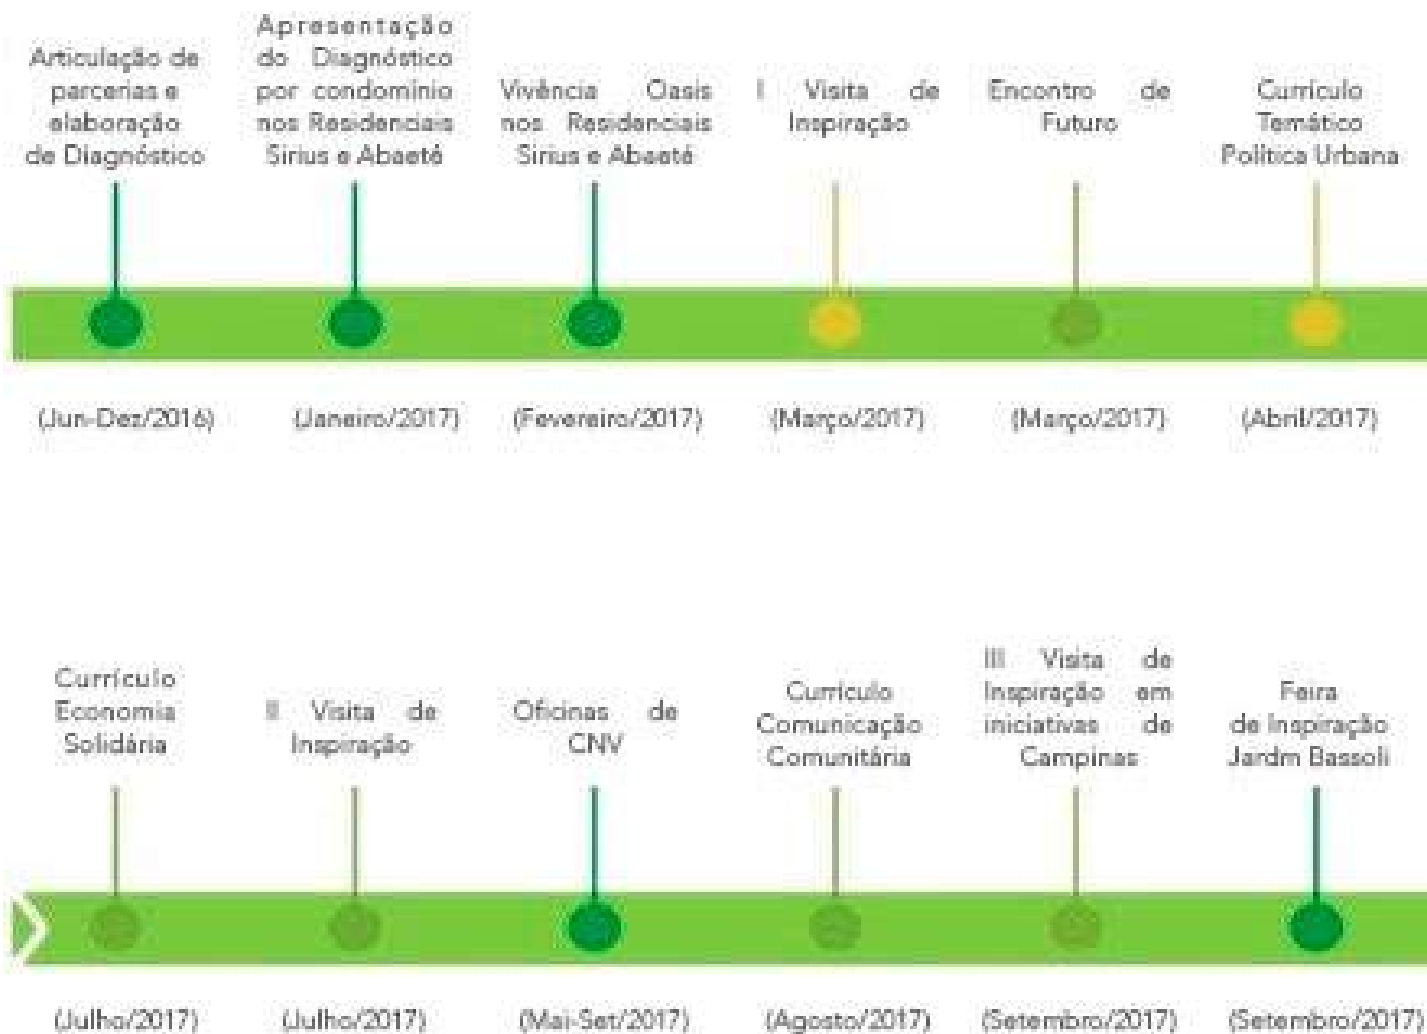 Articulação de
parcerias e
elaboração
de Diagnóstico
Apresentação
do Diagnóstico
por condomínio
nos Residenciais
Sirius e Abaeté
Vivência Oasis
nos Residenciais
Sirius e Abaeté
I Visita de
Inspiração
Encontro de
Futuro
Currículo
Temático
Política Urbana
(Jun-Dez/2016)
(Janeiro/2017)
(Fevereiro/2017)
(Março/2017)
(Março/2017)
(Abril/2017)
Currículo
Economia
Solidária
II Visita de
Inspiração
Oficinas de
CNV
Currículo
Comunicação
Comunitária
III Visita de
Inspiração em
iniciativas de
Campinas
Feira
de Inspiração
Jardm Bassoli
(Julho/2017)
(Julho/2017)
(Mai-Set/2017)
(Agosto/2017)
(Setembro/2017)
(Setembro/2017)